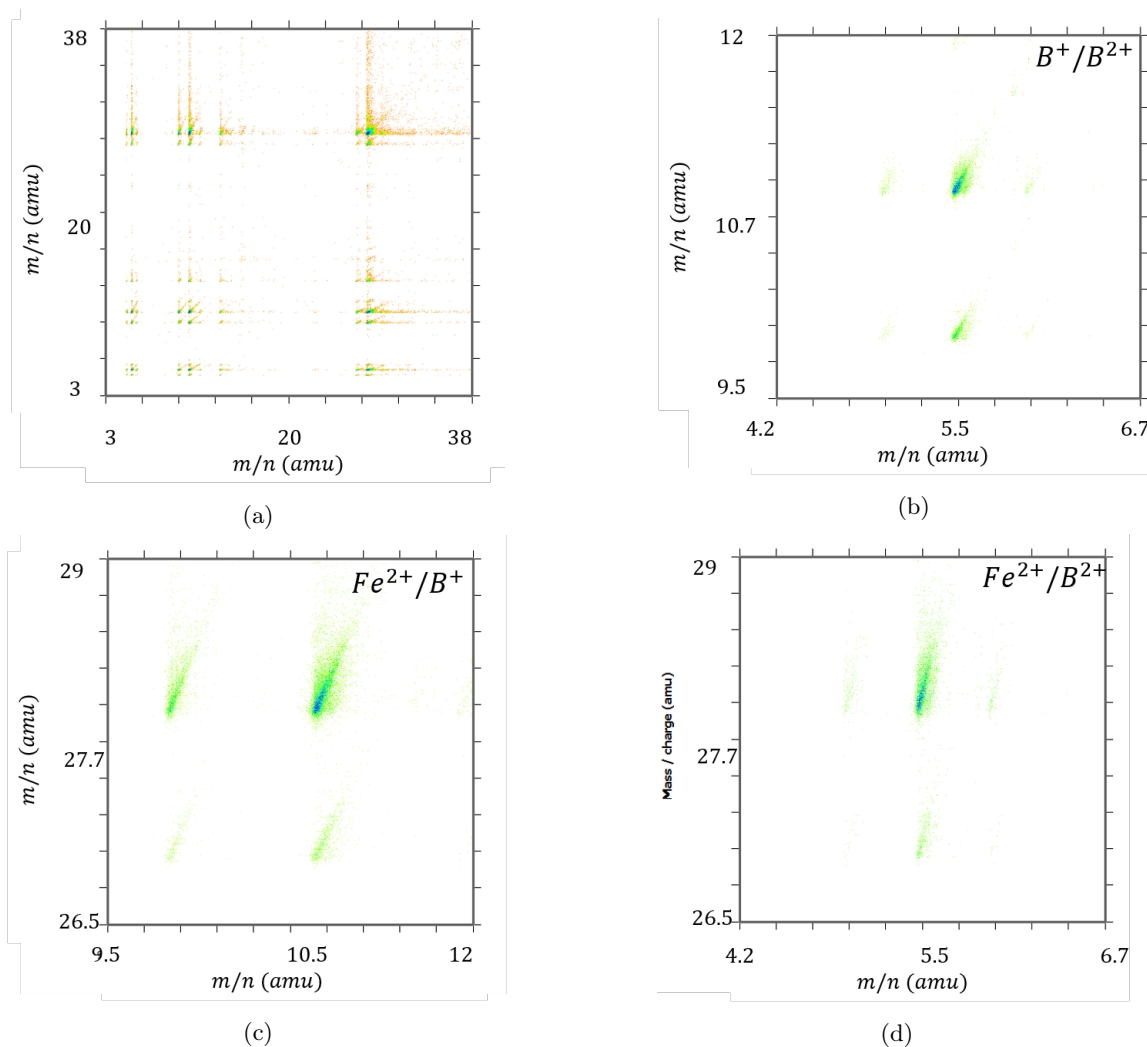 38
20
3
m/n (amu)
3
20
38
m/n (amu)
(a)
B⁺/B²⁺
12
10.7
9.5
m/n (amu)
4.2
5.5
6.7
m/n (amu)
(b)
Fe²⁺/B⁺
29
27.7
26.5
m/n (amu)
9.5
10.5
12
m/n (amu)
(c)
Fe²⁺/B²⁺
29
27.7
26.5
Mass / charge (amu)
4.2
5.5
6.7
m/n (amu)
(d)